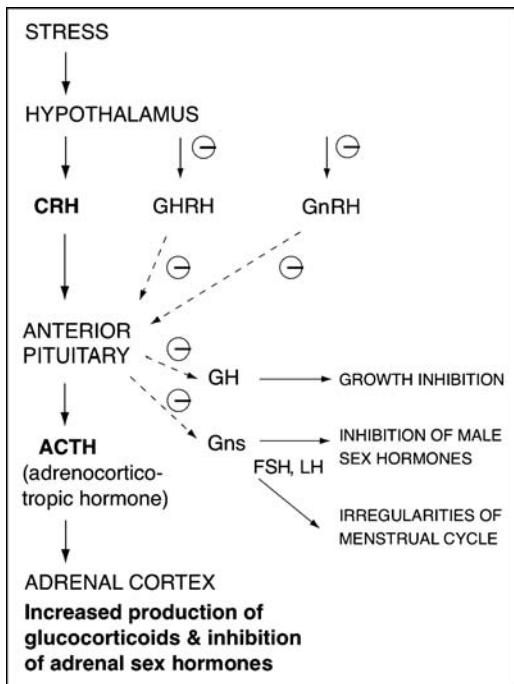 STRESS
HYPOTHALAMUS
CRH
GHRH
GnRH
ANTERIOR
PITUITARY
GH
GROWTH INHIBITION
Gns
FSH, LH
INHIBITION OF MALE
SEX HORMONES
IRREGULARITIES OF
MENSTRUAL CYCLE
ACTH
(adrenocortico-
tropic hormone)
ADRENAL CORTEX
Increased production of
glucocorticoids & inhibition
of adrenal sex hormones